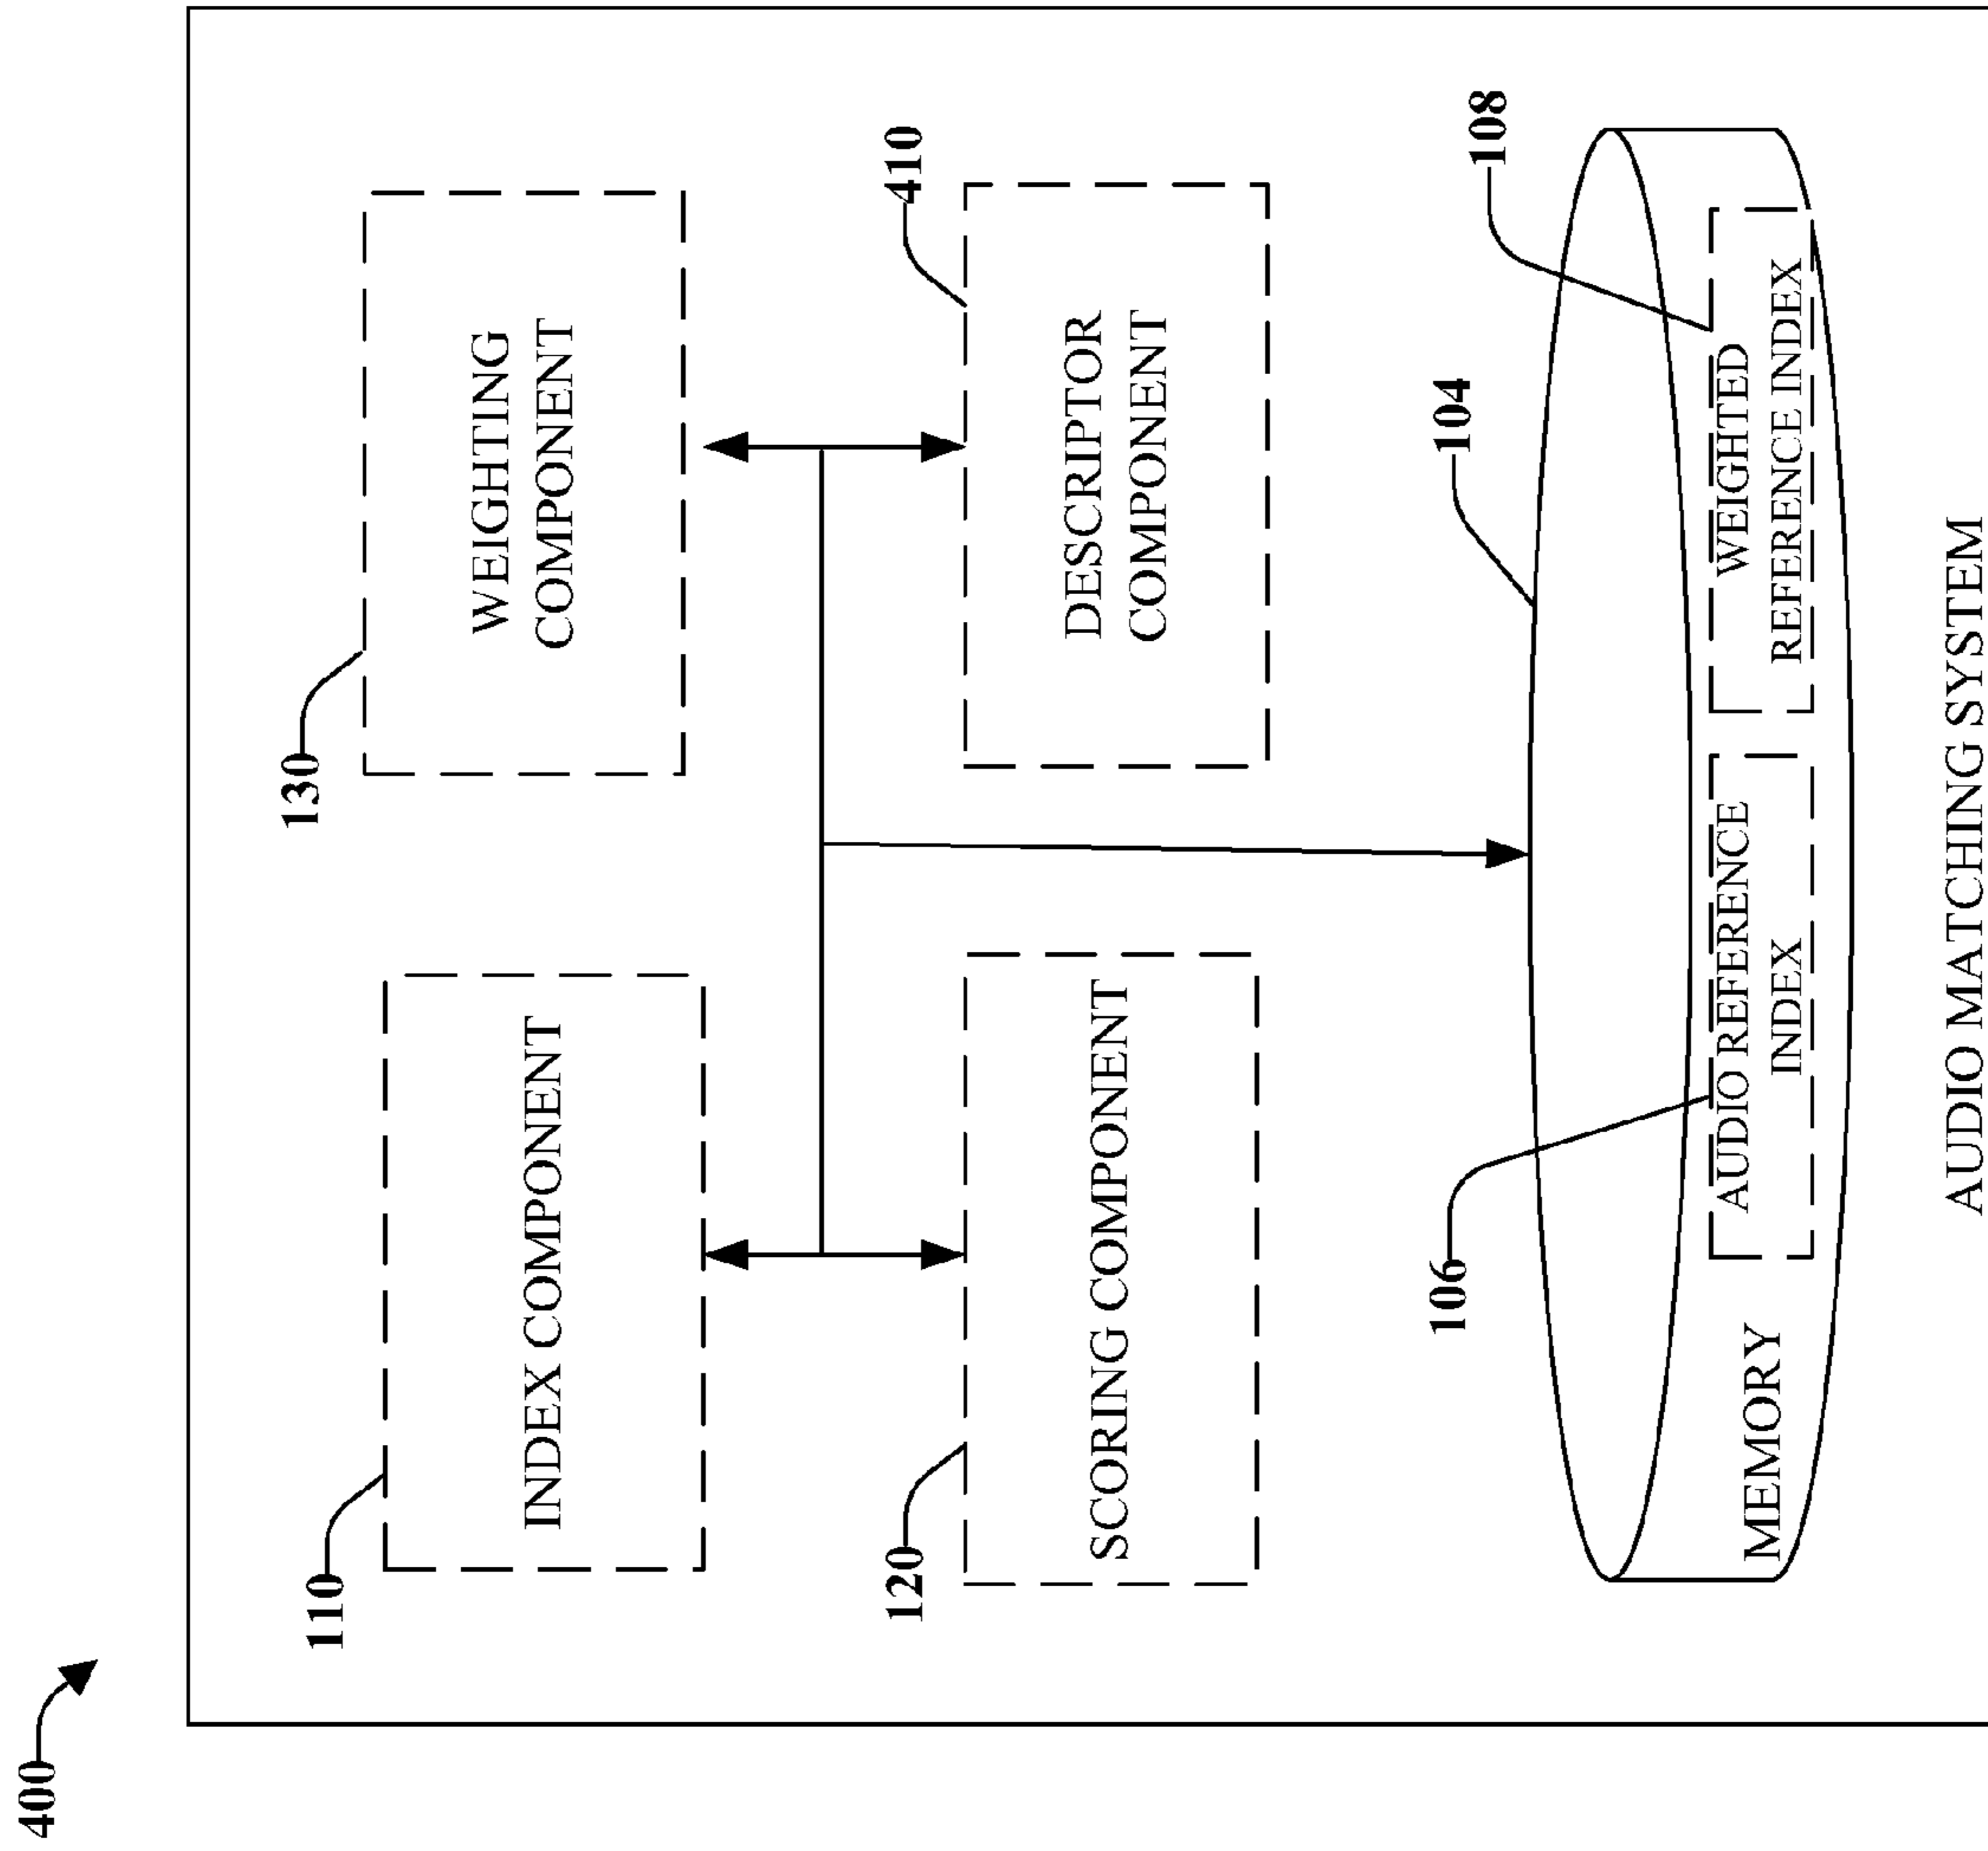 400
110
INDEX COMPONENT
130
WEIGHTING
COMPONENT
120
SCORING COMPONENT
410
DESCRIPTOR
COMPONENT
106
104
108
MEMORY
AUDIO REFERENCE
INDEX
WEIGHTED
REFERENCE INDEX
AUDIO MATCHING SYSTEM